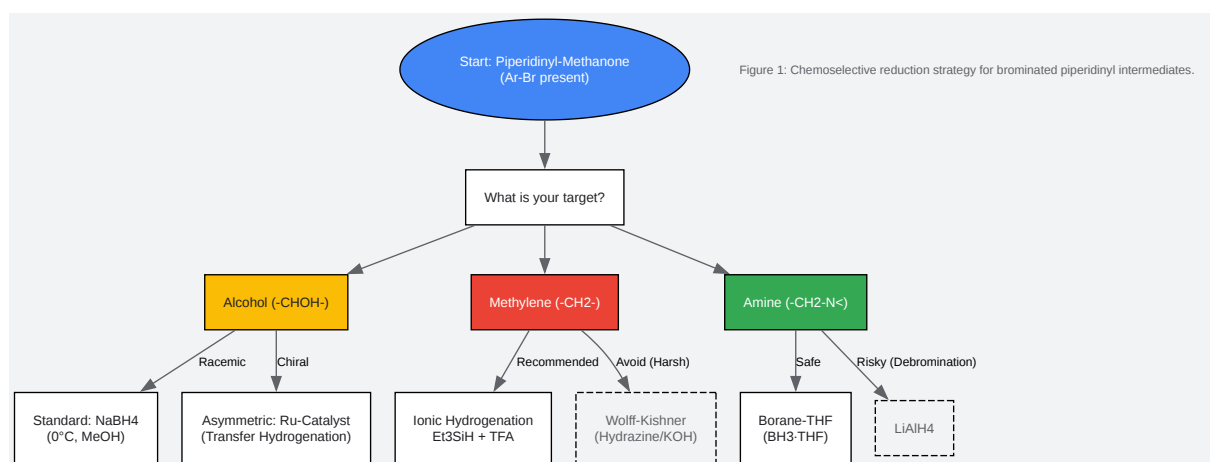 Start: Piperidinyl-Methanone
(Ar-Br present)
Figure 1: Chemoselective reduction strategy for brominated piperidinyl intermediates.
What is your target?
Alcohol (-CHOH-)
Methylene (-CH2-)
Amine (-CH2-N<)
Racemic
Chiral
Recommended
Avoid (Harsh)
Safe
Risky (Debromination)
Standard: NaBH4
(0°C, MeOH)
Asymmetric: Ru-Catalyst
(Transfer Hydrogenation)
Ionic Hydrogenation
Et3SiH + TFA
Wolff-Kishner
(Hydrazine/KOH)
Borane-THF
(BH3·THF)
LiAlH4